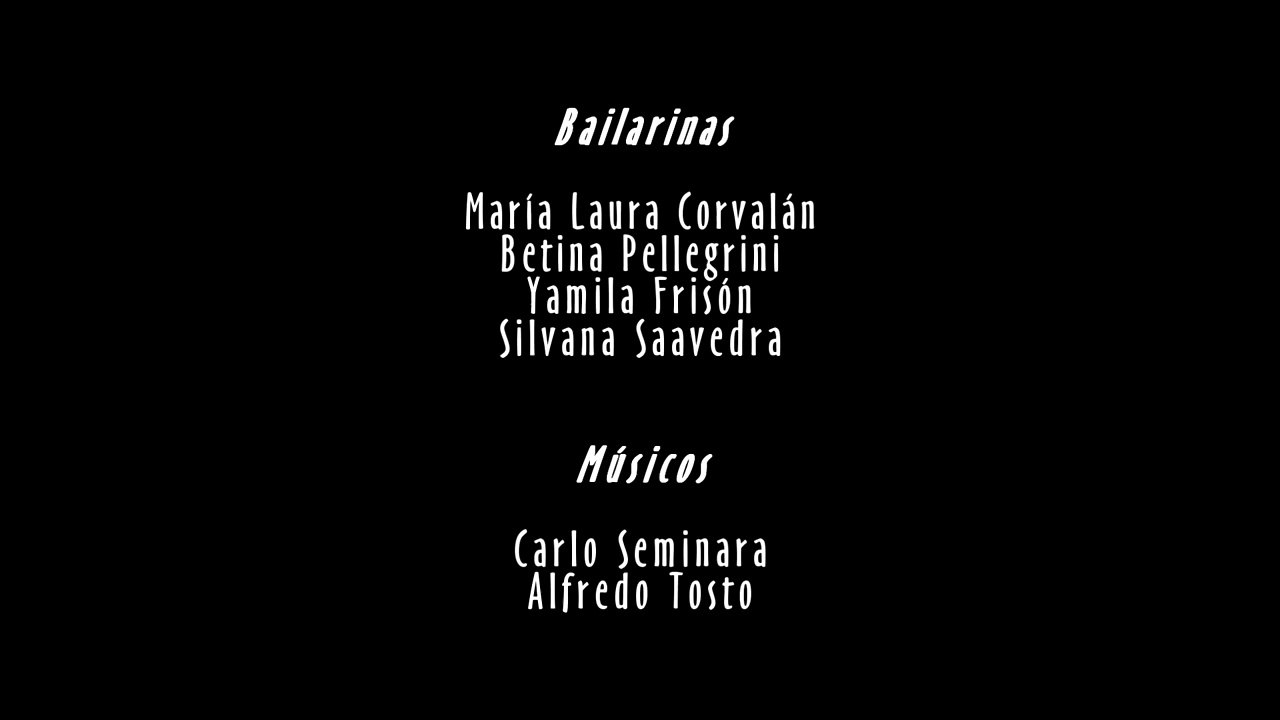 Bailarinas
María Laura Corvalán
Betina Pellegrini
Yamila Frisón
Silvana Saavedra
Músicos
Carlo Seminara
Alfredo Tosto